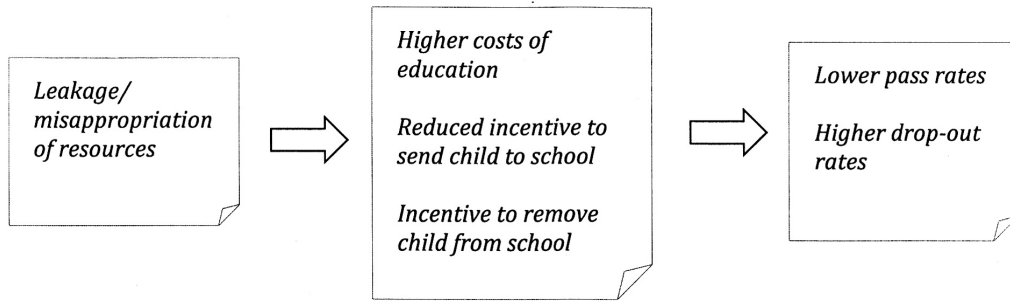 Leakage/
misappropriation
of resources
Higher costs of
education
Reduced incentive to
send child to school
Incentive to remove
child from school
Lower pass rates
Higher drop-out
rates